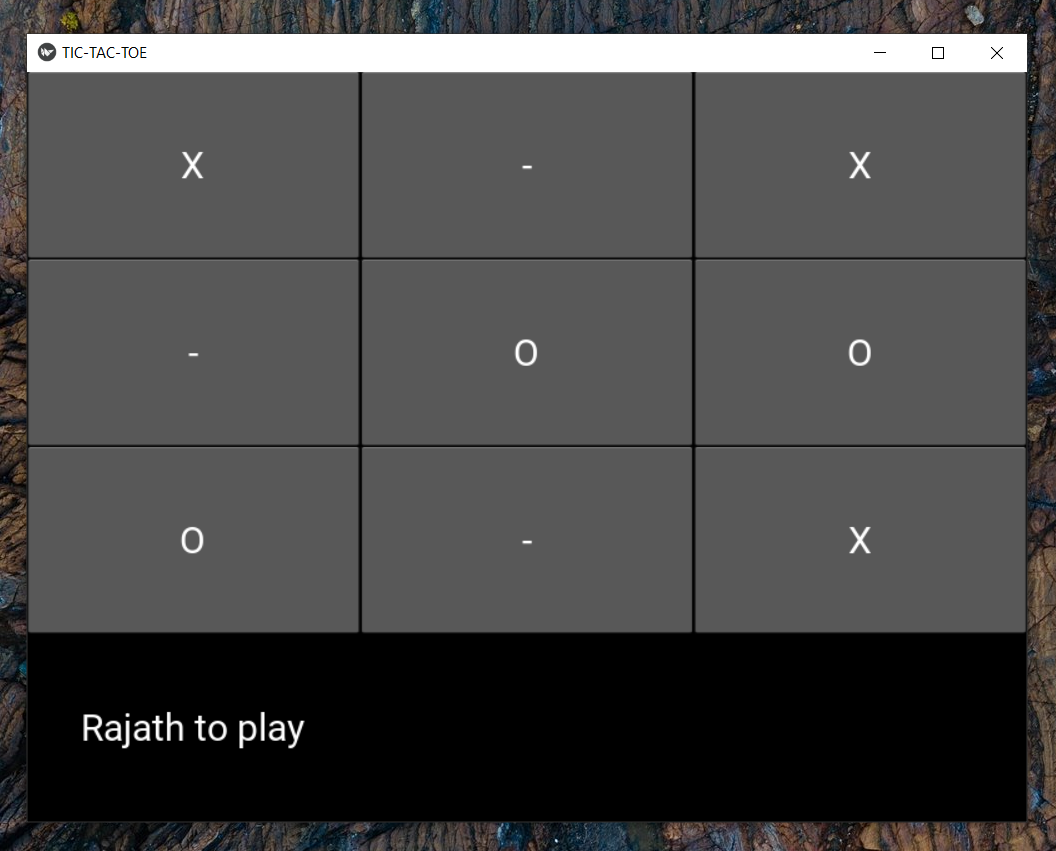 TIC-TAC-TOE
X - X
- O O
O - X
Rajath to play